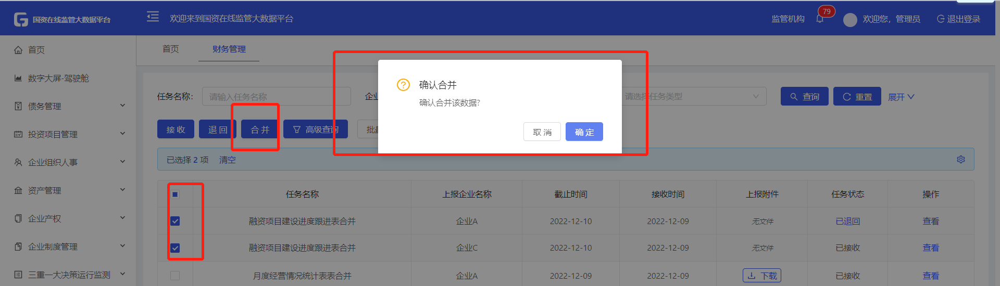 国资在线监管大数据平台
欢迎来到国资在线监管大数据平台
监管机构
79
欢迎您，管理员
退出登录
首页
数字大屏-驾驶舱
债务管理
投资项目管理
企业组织人事
资产管理
企业产权
企业制度管理
三重一大决策运行监测
首页 财务管理
任务名称: 请输入任务名称 企业 请选择任务类型 查询 重置 展开
接收 退回 合并 高级查询 批量
确认合并
确认合并该数据?
取消 确定
已选择 2 项 清空
任务名称 上报企业名称 截止时间 接收时间 上报附件 任务状态 操作
融资项目建设进度跟进表合并 企业A 2022-12-10 2022-12-09 无文件 已退回 查看
融资项目建设进度跟进表合并 企业C 2022-12-10 2022-12-09 无文件 已接收 查看
月度经营情况统计表表合并 企业A 2022-12-09 2022-12-09 下载 已接收 查看